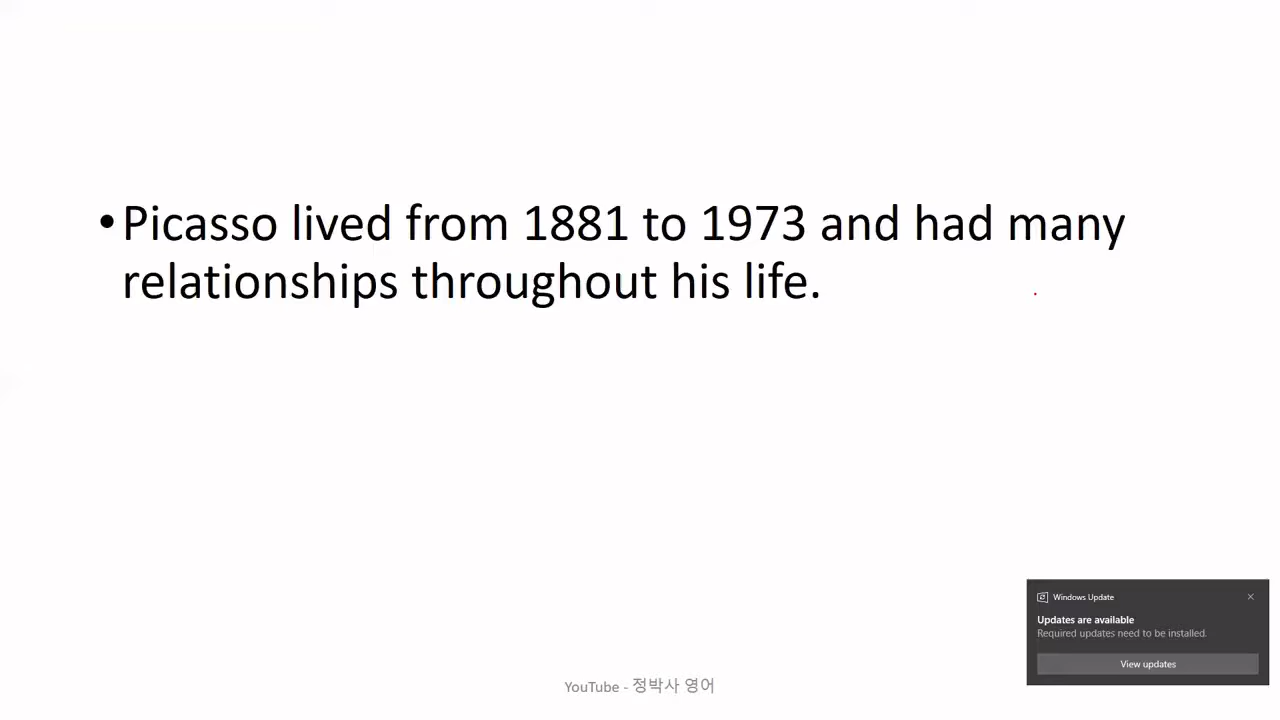 •Picasso lived from 1881 to 1973 and had many
relationships throughout his life.
Windows Update
Updates are available
Required updates need to be installed.
View updates
YouTube - 정박사 영어